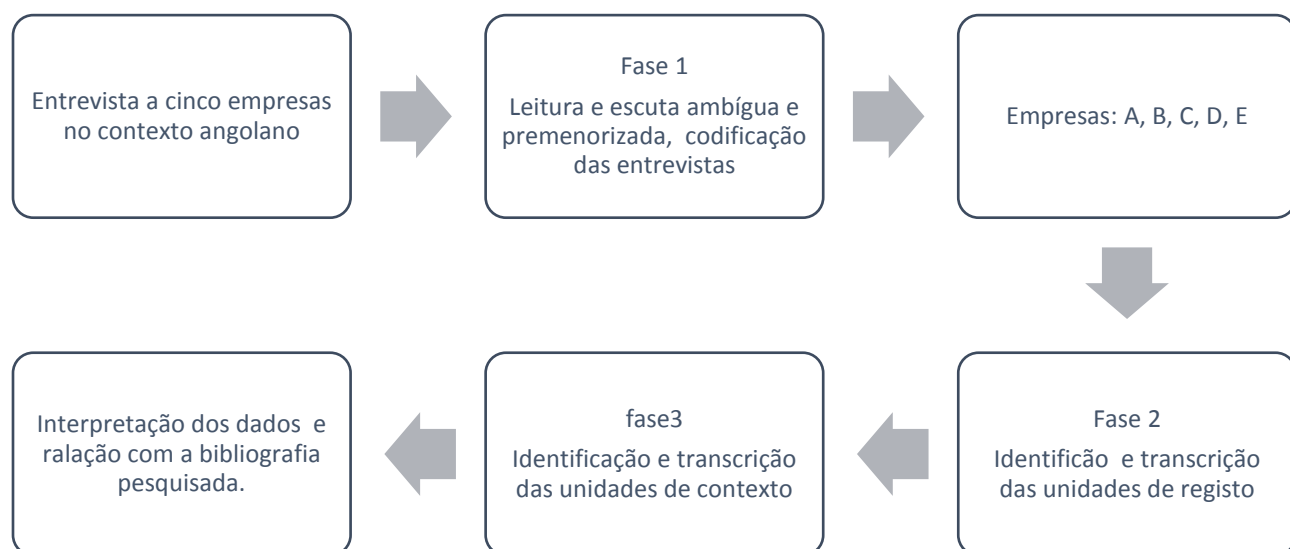 Entrevista a cinco empresas
no contexto angolano
Fase 1
Leitura e escuta ambígua e
premenorizada, codificação
das entrevistas
Empresas: A, B, C, D, E
Fase 2
Identificão e transcrição
das unidades de registo
fase3
Identificação e transcrição
das unidades de contexto
Interpretação dos dados e
ralação com a bibliografia
pesquisada.